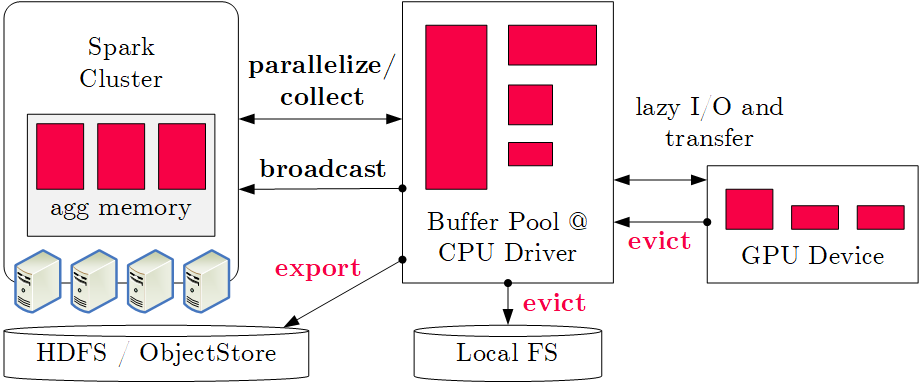 Spark
Cluster
agg memory
parallelize/
collect
broadcast
export
HDFS / ObjectStore
Buffer Pool @
CPU Driver
evict
Local FS
lazy I/O and
transfer
evict
GPU Device